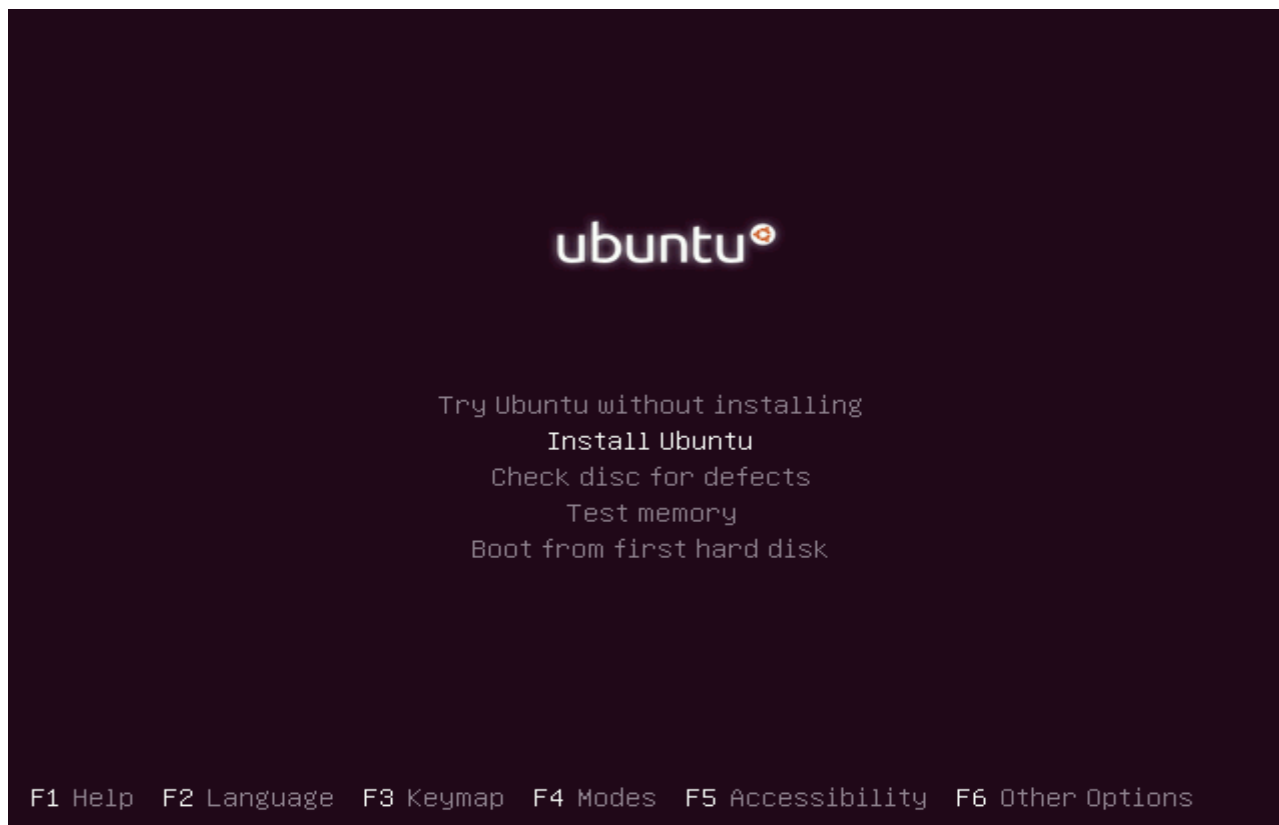 ubuntu
Try Ubuntu without installing
Install Ubuntu
Check disc for defects
Test memory
Boot from first hard disk
F1 Help F2 Language F3 Keymap F4 Modes F5 Accessibility F6 Other Options